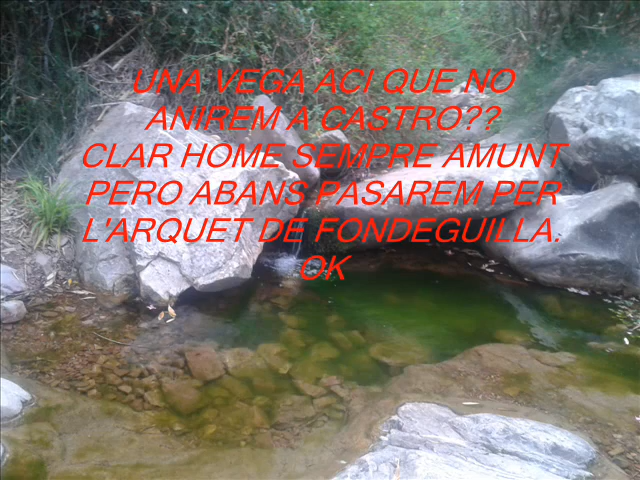 UNA VEGA ACI QUE NO
ANIREM A CASTRO??
CLAR HOME SEMPRE AMUNT
PERO ABANS PASAREM PER
L'ARQUET DE FONDEGUILLA.
OK